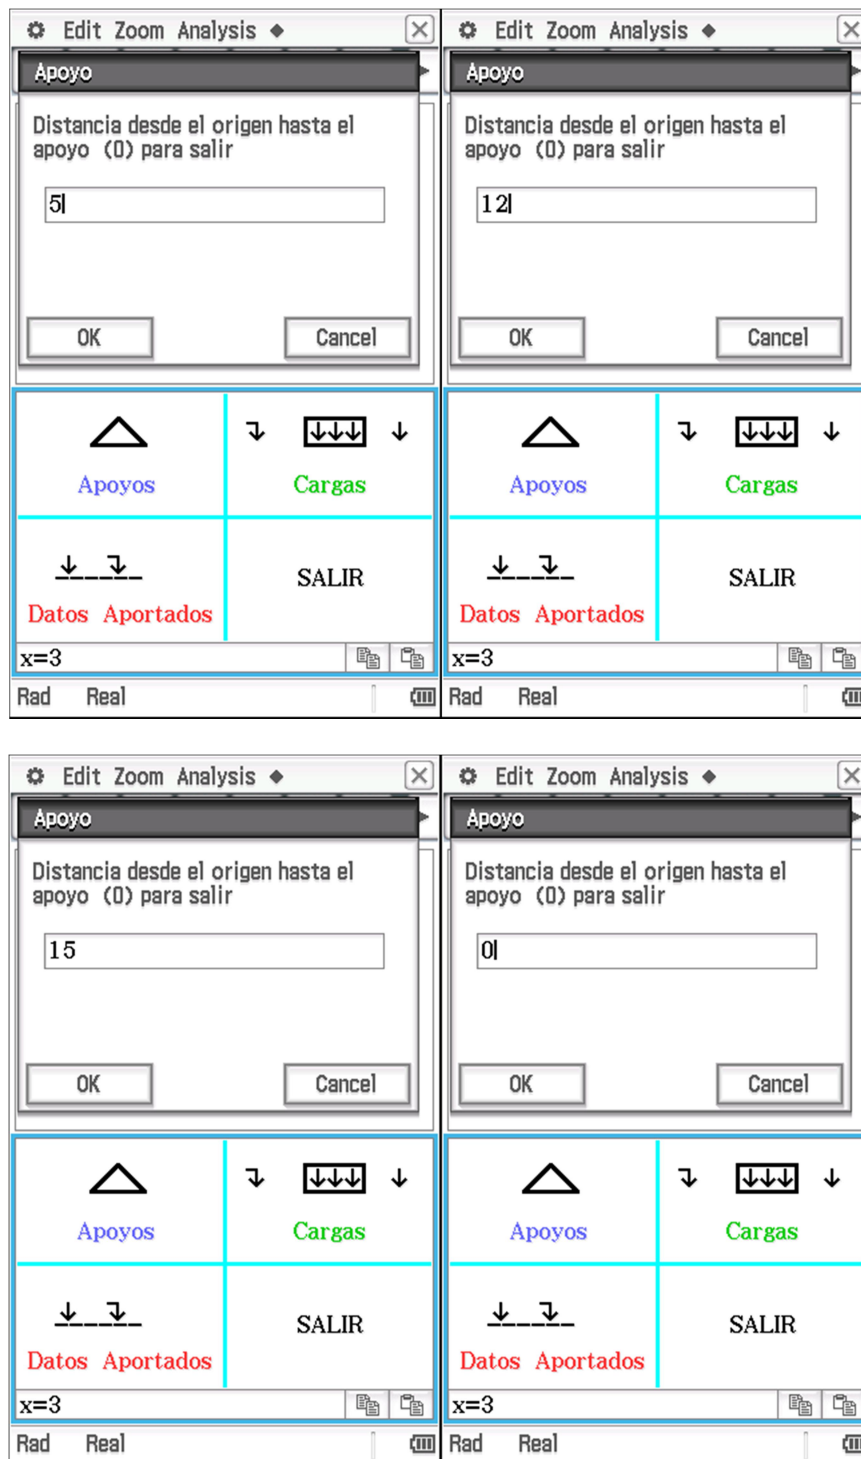 Edit Zoom Analysis ◆
Apoyo
Distancia desde el origen hasta el
apoyo (0) para salir
5
OK Cancel
Apoyos Cargas
Datos Aportados SALIR
x=3
Rad Real
Edit Zoom Analysis ◆
Apoyo
Distancia desde el origen hasta el
apoyo (0) para salir
12
OK Cancel
Apoyos Cargas
Datos Aportados SALIR
x=3
Rad Real
Edit Zoom Analysis ◆
Apoyo
Distancia desde el origen hasta el
apoyo (0) para salir
15
OK Cancel
Apoyos Cargas
Datos Aportados SALIR
x=3
Rad Real
Edit Zoom Analysis ◆
Apoyo
Distancia desde el origen hasta el
apoyo (0) para salir
0
OK Cancel
Apoyos Cargas
Datos Aportados SALIR
x=3
Rad Real